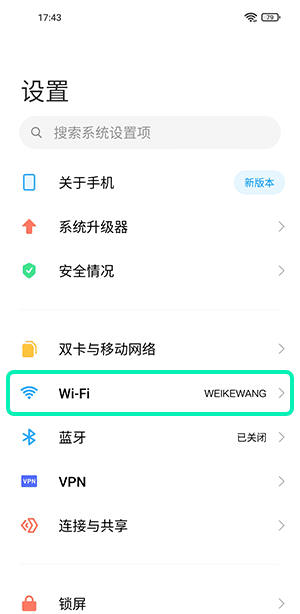 17:43
79
设置
搜索系统设置项
关于手机 新版本
系统升级器
安全情况
双卡与移动网络
Wi-Fi WEIKEWANG
蓝牙 已关闭
VPN VPN
连接与共享
锁屏